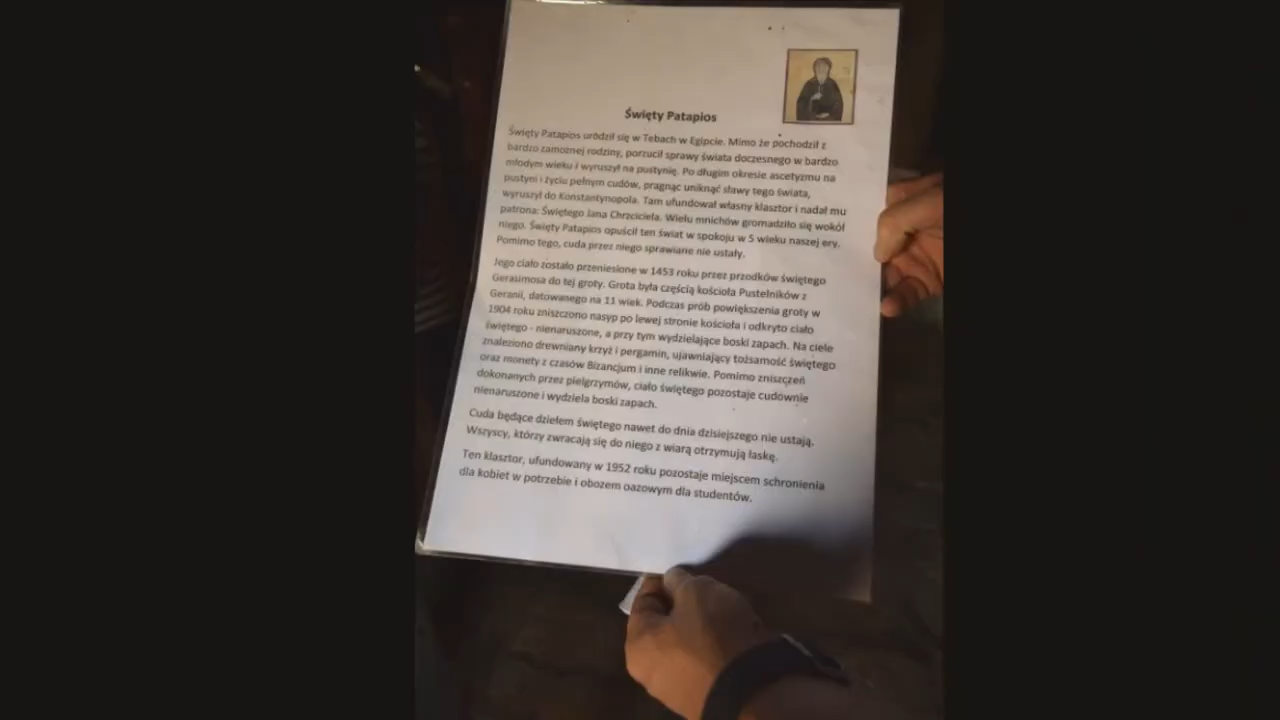 Święty Patapios
Święty Patapios urodził się w Tebach w Egipcie. Mimo że pochodził z
bardzo zamożnej rodziny, porzucił sprawy świata doczesnego w bardzo
młodym wieku i wyruszył na pustynię. Po długim okresie ascetyzmu na
pustyni i życiu pełnym cudów, pragnąc uniknąć sławy tego świata,
wyruszył do Konstantynopola. Tam ufundował własny klasztor i nadał mu
patrona: Świętego Jana Chrzciciela. Wielu mnichów gromadziło się wokół
niego. Święty Patapios opuścił ten świat w spokoju w 5 wieku naszej ery.
Pomimo tego, cuda przez niego sprawiane nie ustały.
Jego ciało zostało przeniesione w 1453 roku przez przodków świętego
Gerasimosa do tej groty. Grota była częścią kościoła Pustelników z
Geranii, datowanego na 11 wiek. Podczas prób powiększenia groty w
1904 roku zniszczono nasyp po lewej stronie kościoła i odkryto ciało
świętego - nienaruszone, a przy tym wydzielające boski zapach. Na ciele
znaleziono drewniany krzyż i pergamin, ujawniający tożsamość świętego
oraz monety z czasów Bizancjum i inne relikwie. Pomimo zniszczeń
dokonanych przez pielgrzymów, ciało świętego pozostaje cudownie
nienaruszone i wydziela boski zapach.
Cuda będące dziełem świętego nawet do dnia dzisiejszego nie ustają.
Wszyscy, którzy zwracają się do niego z wiarą otrzymują łaskę.
Ten klasztor, ufundowany w 1952 roku pozostaje miejscem schronienia
dla kobiet w potrzebie i obozem oazowym dla studentów.